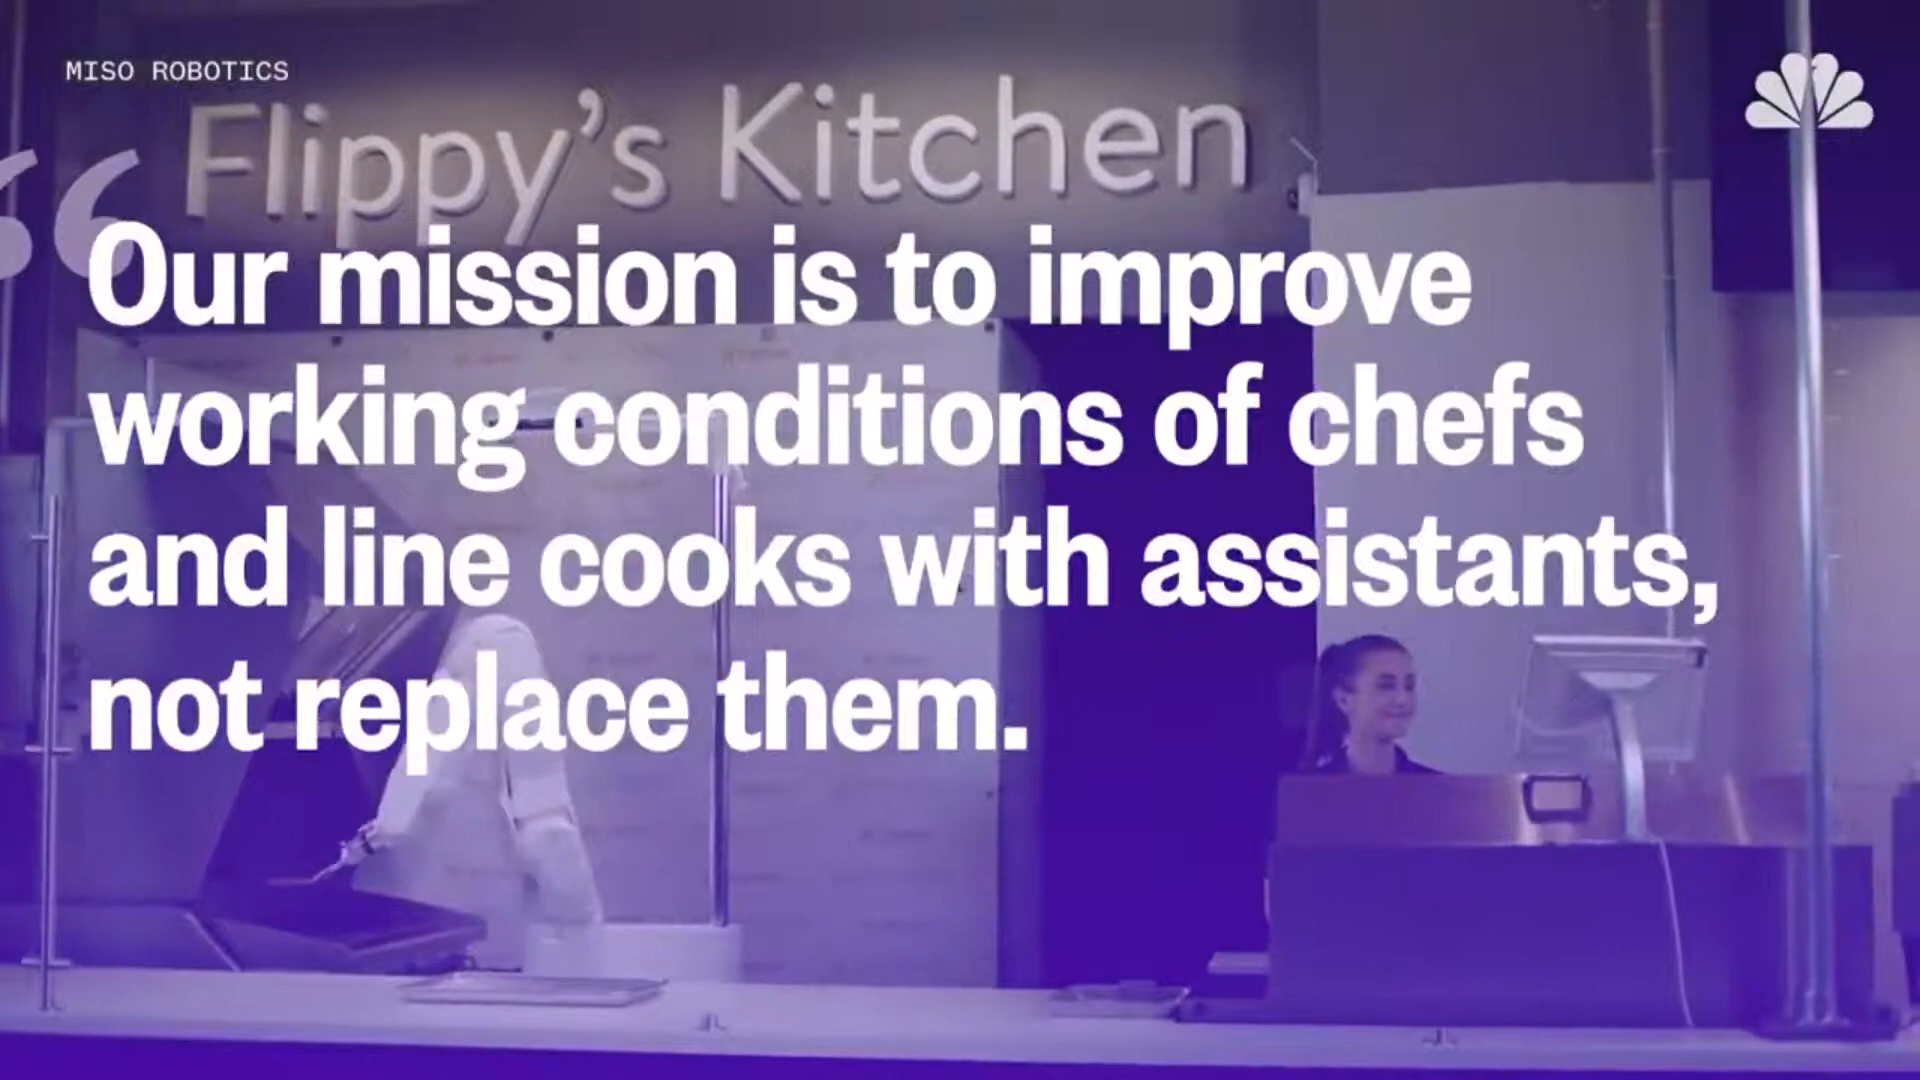 MISO ROBOTICS
Flippy's Kitchen
“Our mission is to improve
working conditions of chefs
and line cooks with assistants,
not replace them.